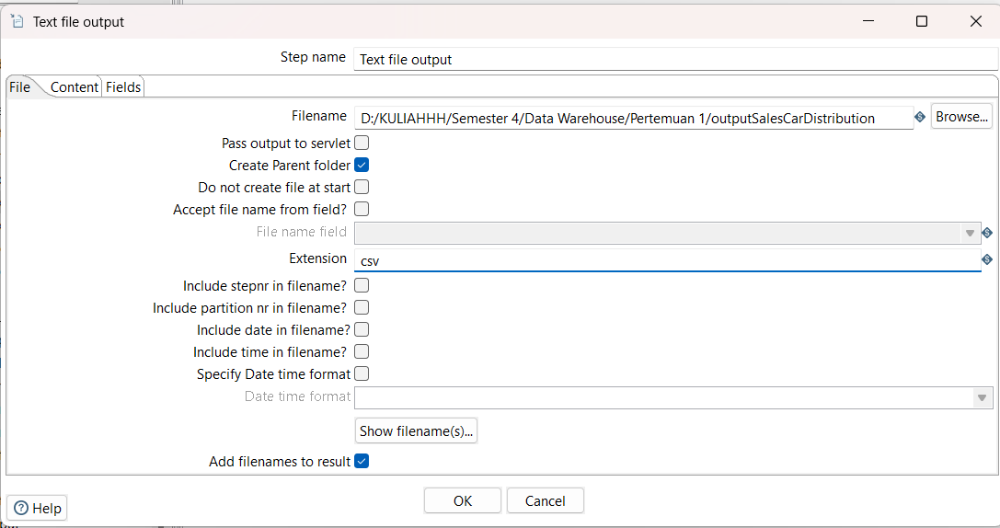 Text file output
Step name Text file output
File Content Fields
Filename D:/KULIAHHH/Semester 4/Data Warehouse/Pertemuan 1/outputSalesCarDistribution Browse...
Pass output to servlet
Create Parent folder
Do not create file at start
Accept file name from field?
File name field
Extension csv
Include stepnr in filename?
Include partition nr in filename?
Include date in filename?
Include time in filename?
Specify Date time format
Date time format
Show filename(s)...
Add filenames to result
OK Cancel
Help